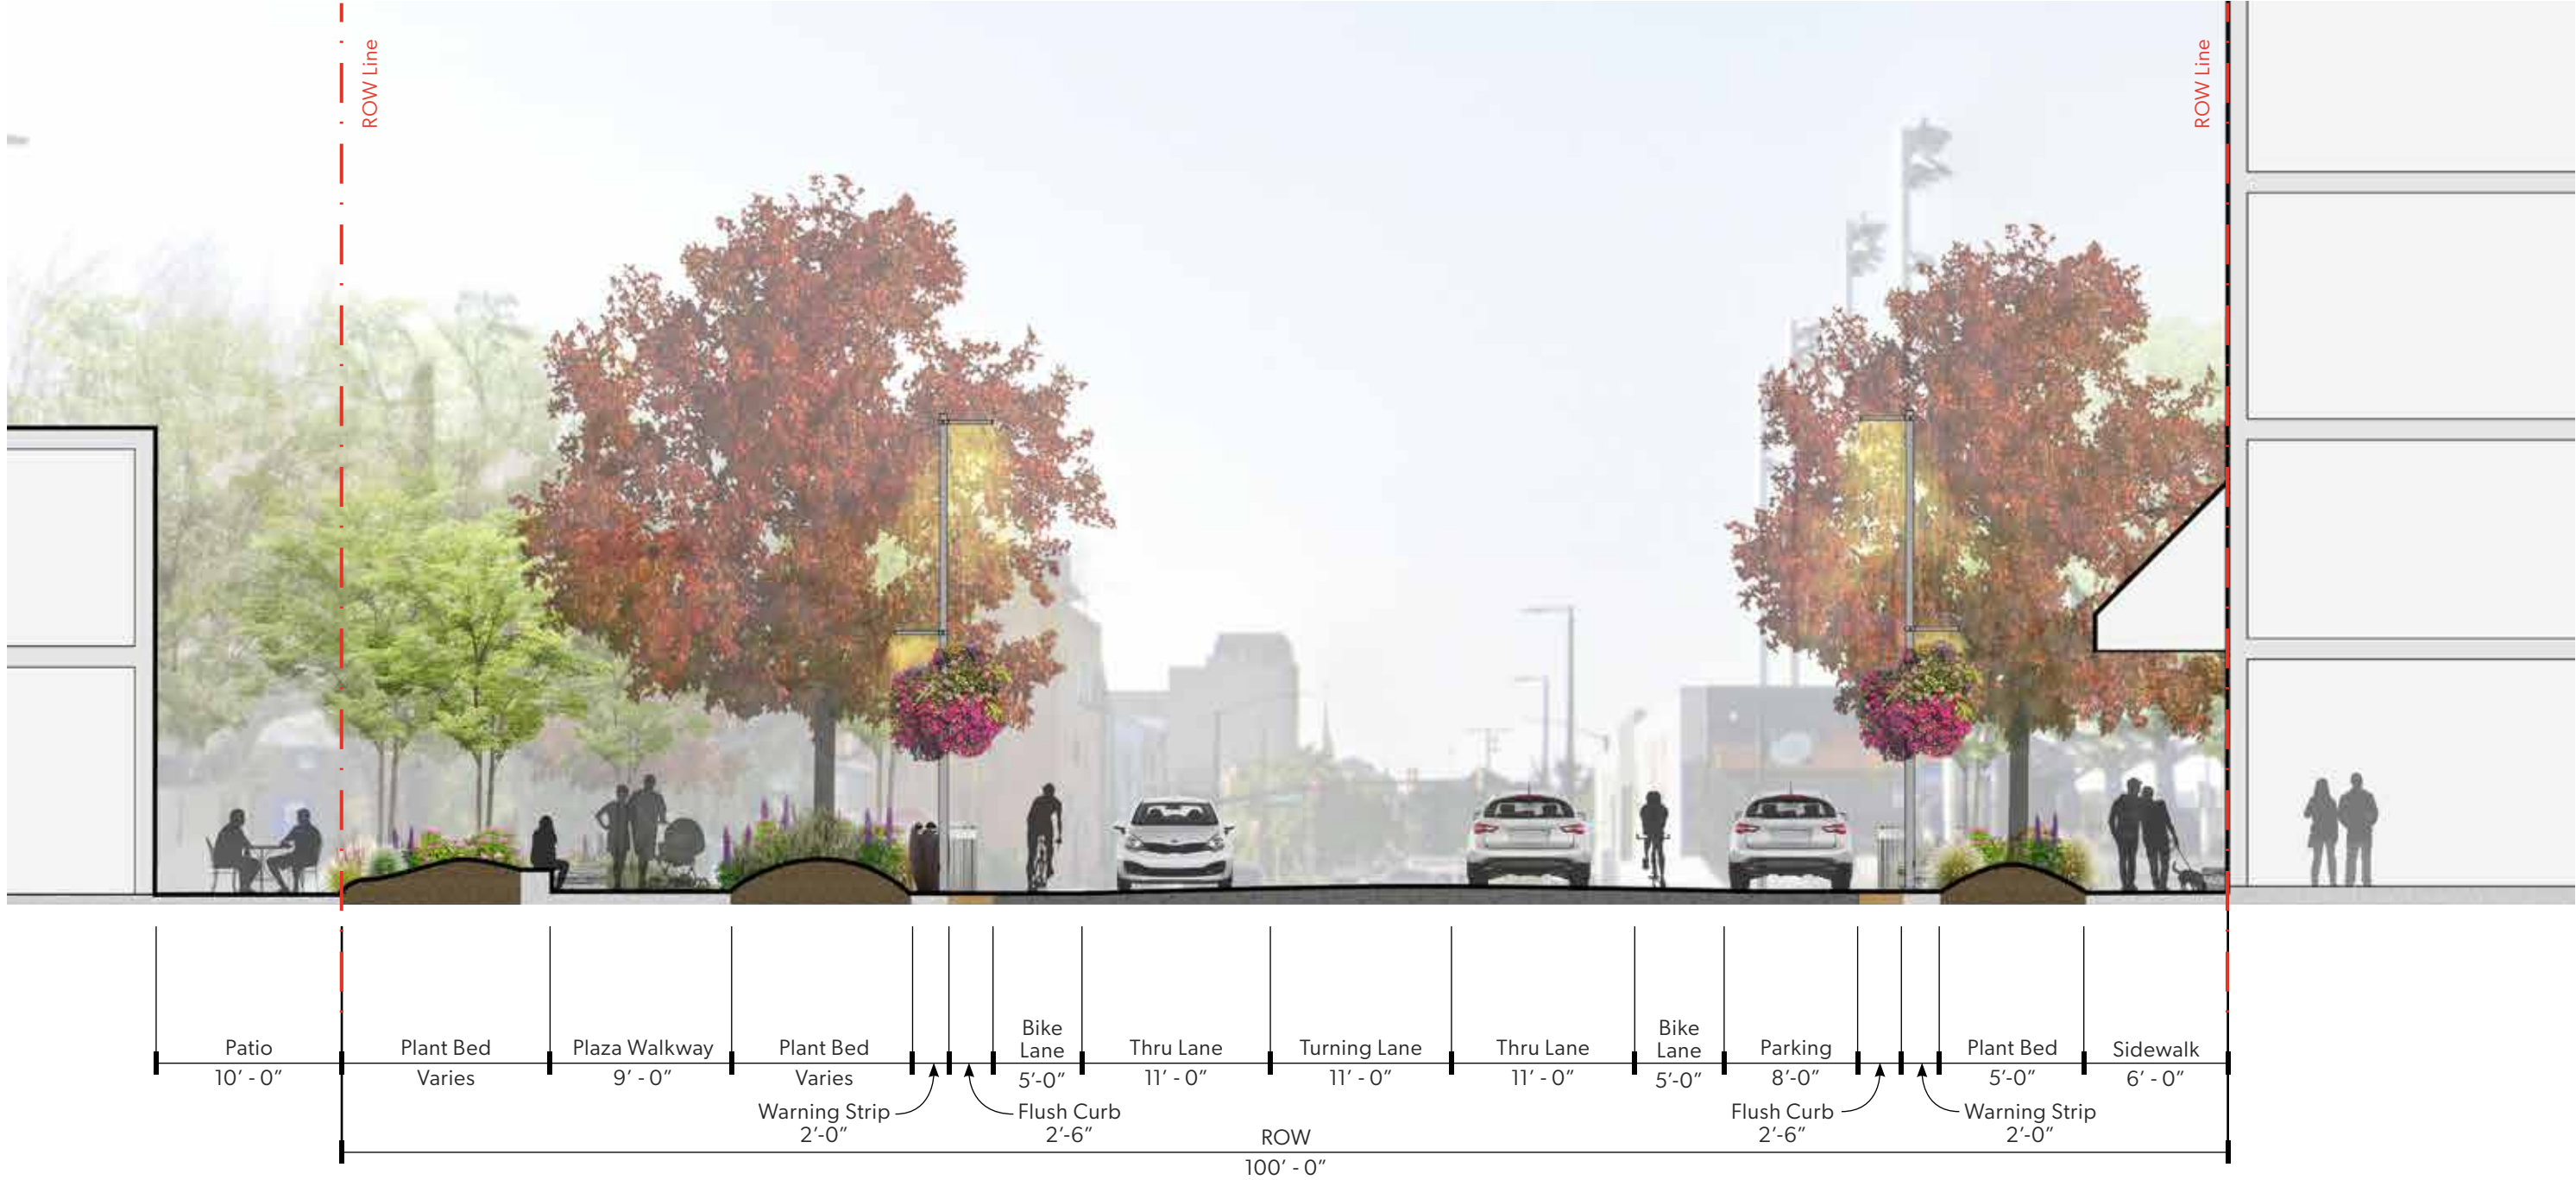 ROW Line
ROW Line
Patio
10’ - 0”
Plant Bed
Varies
Plaza Walkway
9’ - 0”
Plant Bed
Varies
Warning Strip
2’-0”
Flush Curb
2’-6”
Bike
Lane
5’-0”
Thru Lane
11’ - 0”
Turning Lane
11’ - 0”
Thru Lane
11’ - 0”
Bike
Lane
5’-0”
Parking
8’-0”
Flush Curb
2’-6”
Warning Strip
2’-0”
Plant Bed
5’-0”
Sidewalk
6’ - 0”
ROW
100’ - 0”